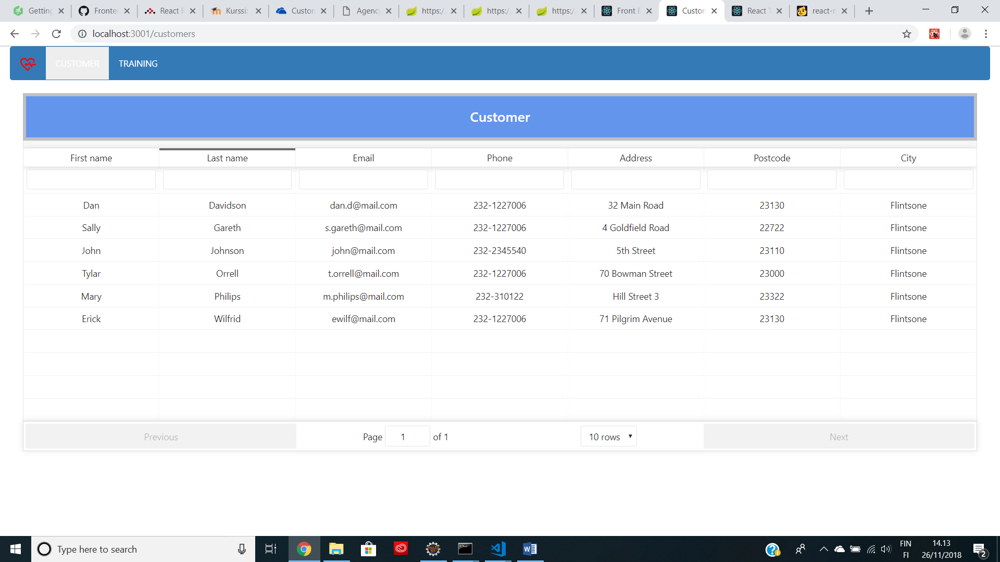 Getting Fronter React R Kurssi: Custom Agency https:/ https:/ https:/ Front E Custom React T react-r
localhost:3001/customers
CUSTOMER TRAINING
Customer
First name Last name Email Phone Address Postcode City
Dan Davidson dan.d@mail.com 232-1227006 32 Main Road 23130 Flintsone
Sally Gareth s.gareth@mail.com 232-1227006 4 Goldfield Road 22722 Flintsone
John Johnson john@mail.com 232-2345540 5th Street 23110 Flintsone
Tylar Orrell t.orrell@mail.com 232-1227006 70 Bowman Street 23000 Flintsone
Mary Philips m.philips@mail.com 232-310122 Hill Street 3 23322 Flintsone
Erick Wilfrid ewilf@mail.com 232-1227006 71 Pilgrim Avenue 23130 Flintsone
Previous Page 1 of 1 10 rows Next
Type here to search
FIN 14.13
FI 26/11/2018 2